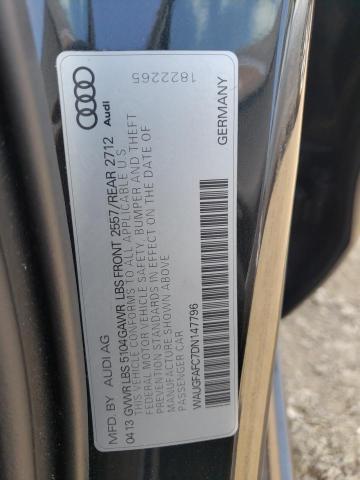 MFD. BY AUDI AG
0413 GVWR LBS 5104 GAWR LBS FRONT 2557/REAR 2712
THIS VEHICLE CONFORMS TO ALL APPLICABLE U S
FEDERAL MOTOR VEHICLE SAFETY, BUMPER AND THEFT
PREVENTION STANDARDS IN EFFECT ON THE DATE OF
MANUFACTURE SHOWN ABOVE
PASSENGER CAR
WAUGFAFC7DN147796
Audi
1822265
GERMANY